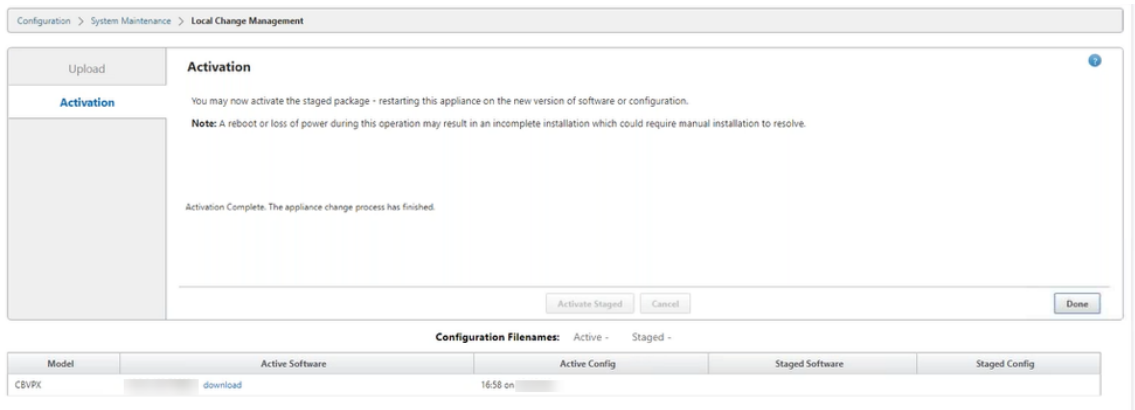 Configuration > System Maintenance > Local Change Management
Upload
Activation
Activation
?
You may now activate the staged package - restarting this appliance on the new version of software or configuration.
Note: A reboot or loss of power during this operation may result in an incomplete installation which could require manual installation to resolve.
Activation Complete. The appliance change process has finished.
Activate Staged Cancel Done
Configuration Filenames: Active - Staged -
Model Active Software Active Config Staged Software Staged Config
CBVPX download 16:58 on